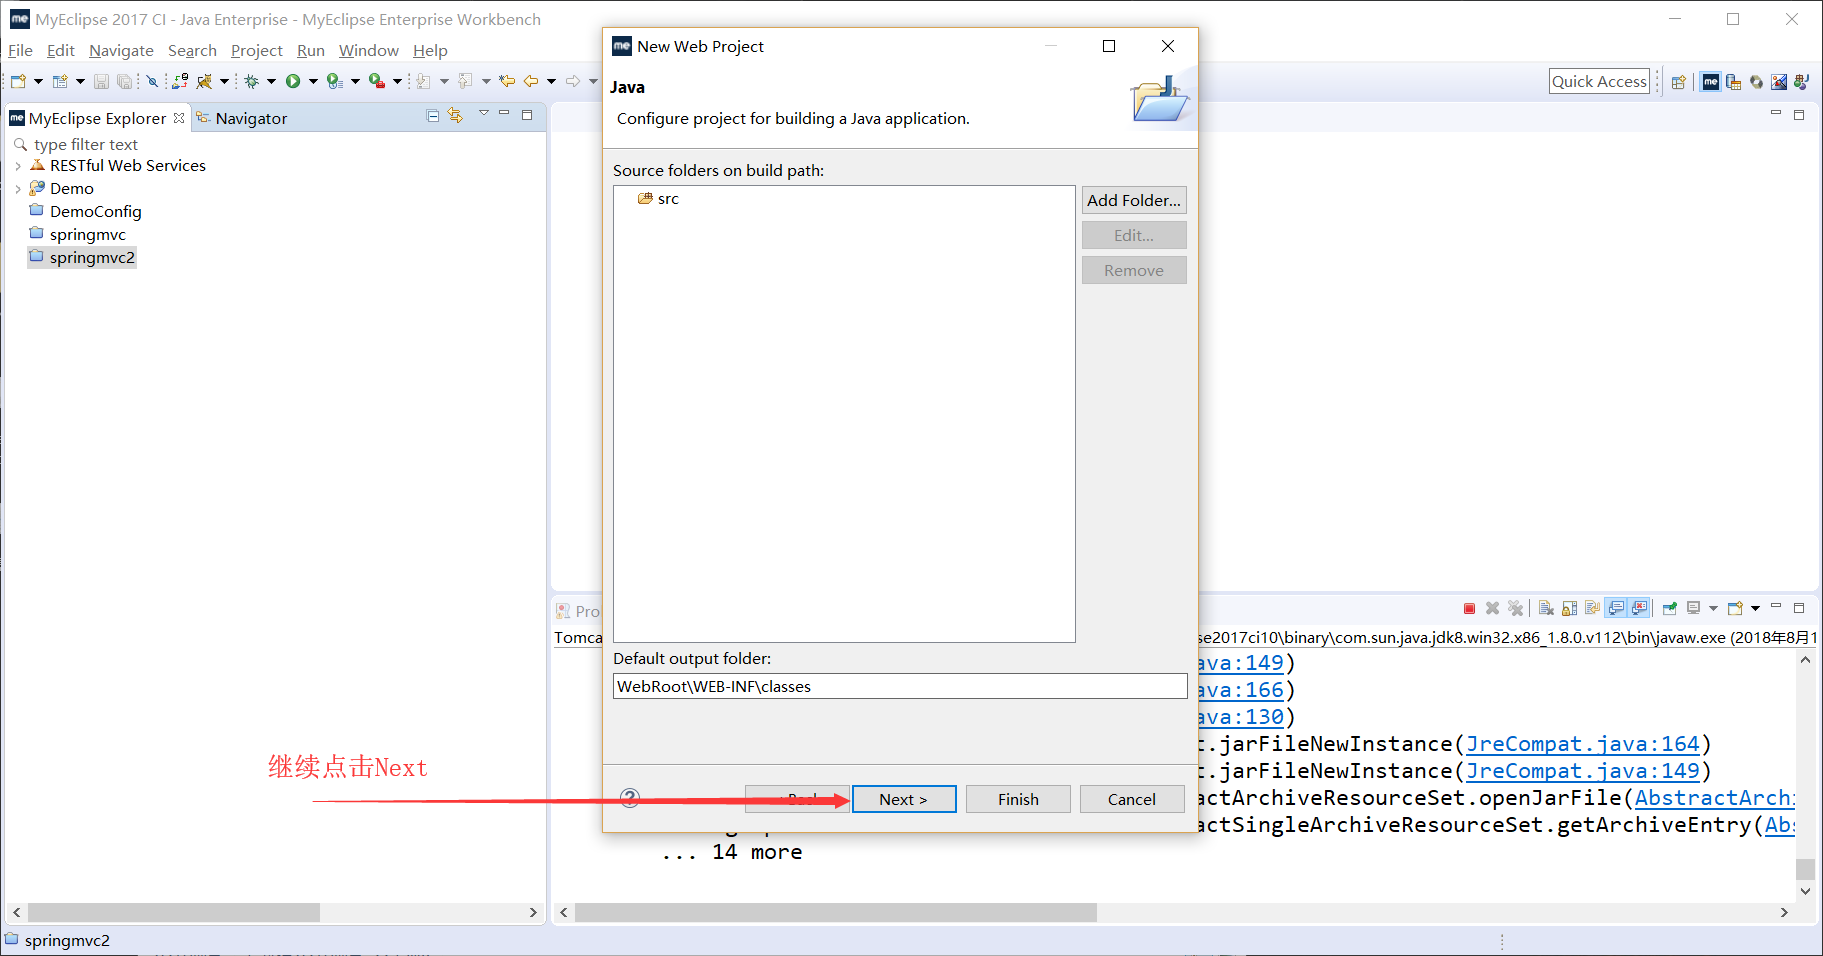 MyEclipse 2017 CI - Java Enterprise - MyEclipse Enterprise Workbench
File Edit Navigate Search Project Run Window Help
Quick Access
MyEclipse Explorer
Navigator
type filter text
RESTful Web Services
Demo
DemoConfig
springmvc
springmvc2
New Web Project
Java
Configure project for building a Java application.
Source folders on build path:
src
Add Folder...
Edit...
Remove
Default output folder:
WebRoot\WEB-INF\classes
Next >
Finish
Cancel
继续点击Next
Pro
Tomca
se2017ci10\binary\com.sun.java.jdk8.win32.x86_1.8.0.v112\bin\javaw.exe (2018年8月1
ava:149)
ava:166)
ava:130)
t.jarFileNewInstance(JreCompat.java:164)
t.jarFileNewInstance(JreCompat.java:149)
actArchiveResourceSet.openJarFile(AbstractArchi
actSingleArchiveResourceSet.getArchiveEntry(Abs
... 14 more
springmvc2